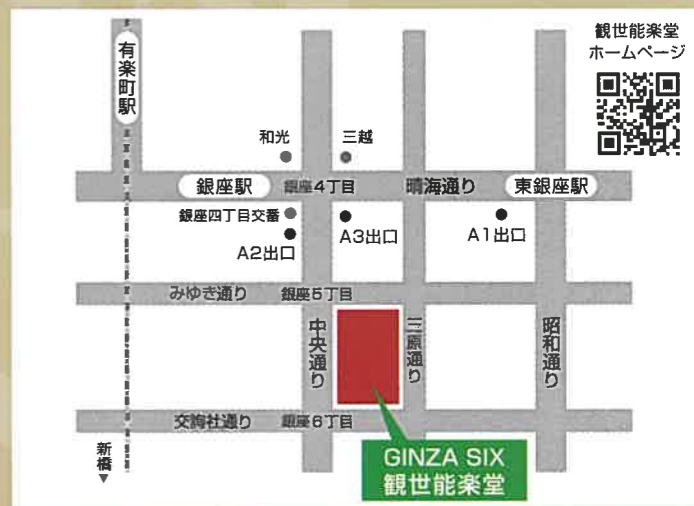 観世能楽堂
ホームページ
有楽町駅
和光
三越
銀座駅
銀座4丁目
晴海通り
東銀座駅
銀座四丁目交番
A2出口
A3出口
A1出口
みゆき通り
銀座5丁目
中央通り
三原通り
昭和通り
交詢社通り
銀座6丁目
新橋
GINZA SIX
観世能楽堂